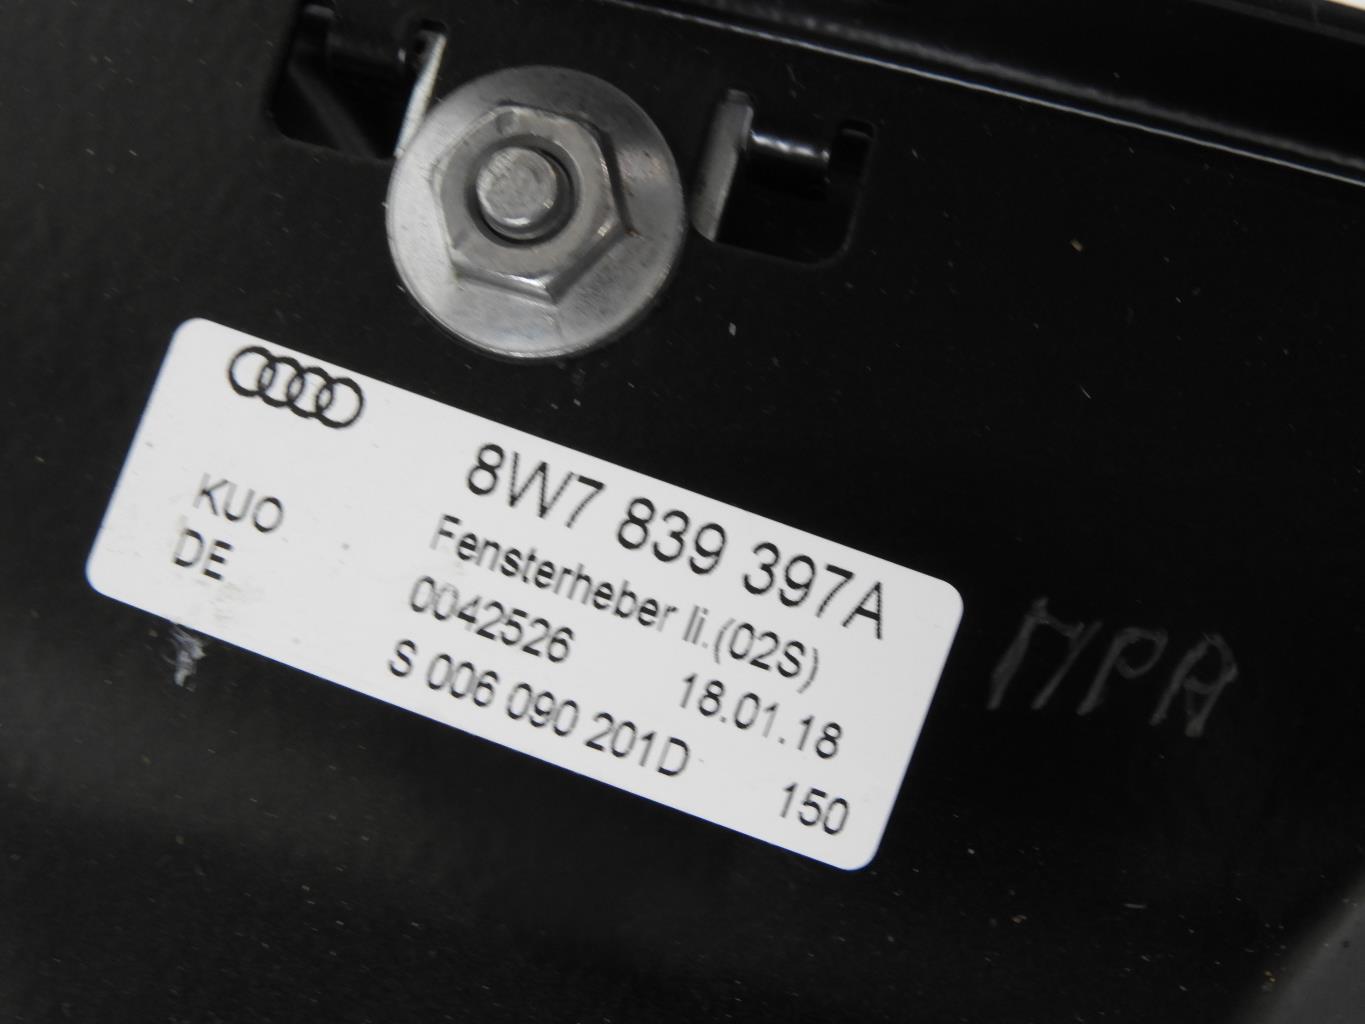 8W7 839 397A
KUO Fensterheber li.(02S)
DE 0042526 18.01.18
S 006 090 201D 150